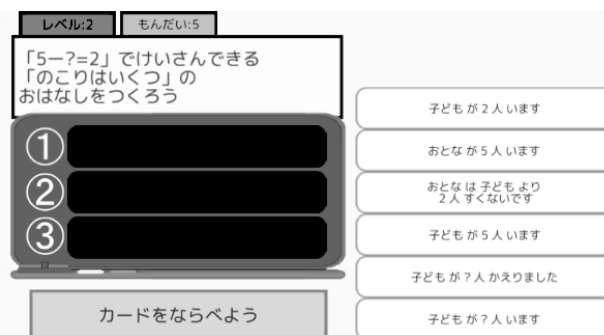 レベル:2
もんだい:5
「5ー?=2」でけいさんできる
「のこりはいくつ」の
おはなしをつくろう
①
②
③
カードをならべよう
子ども が 2 人 います
おとな が 5 人 います
おとな は 子ども より
2 人 すくないです
子ども が 5 人 います
子ども が ? 人 かえりました
子ども が ? 人 います